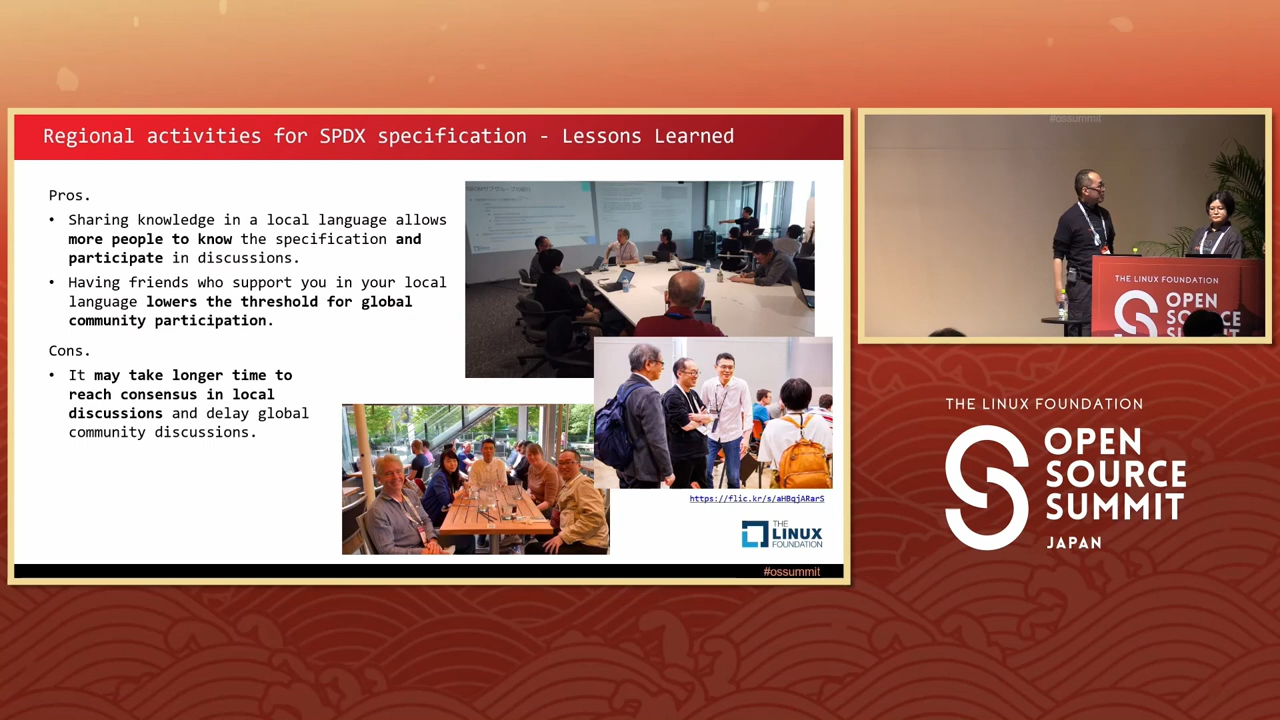 Regional activities for SPDX specification - Lessons Learned
Pros.
• Sharing knowledge in a local language allows
more people to know the specification and
participate in discussions.
• Having friends who support you in your local
language lowers the threshold for global
community participation.
Cons.
• It may take longer time to
reach consensus in local
discussions and delay global
community discussions.
https://flic.kr/s/aHBqjARarS
THE
LINUX
FOUNDATION
#ossummit
#ossummit
THE LINUX FOUNDATION
OPEN
SOURCE
SUMMIT
THE LINUX FOUNDATION
OPEN
SOURCE
SUMMIT
JAPAN